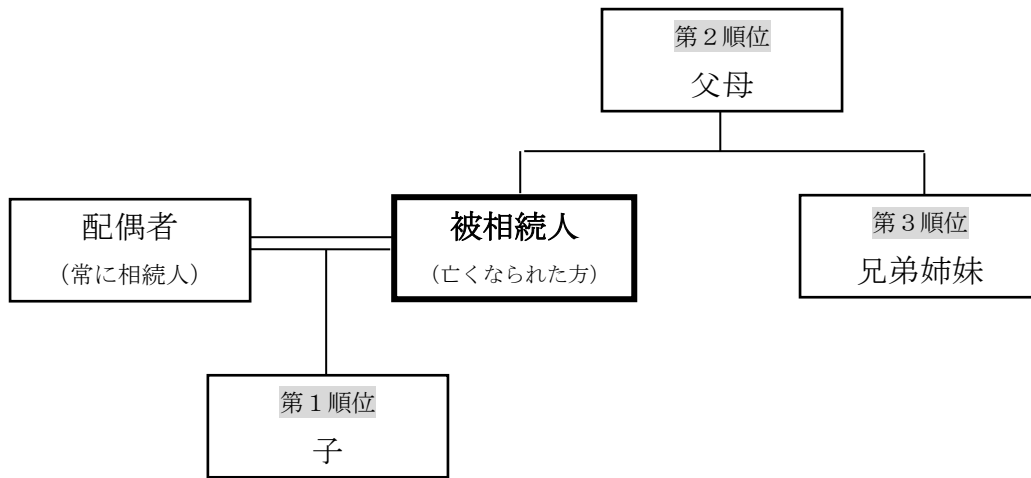 第２順位
父母
配偶者
（常に相続人）
被相続人
（亡くなられた方）
第３順位
兄弟姉妹
第１順位
子